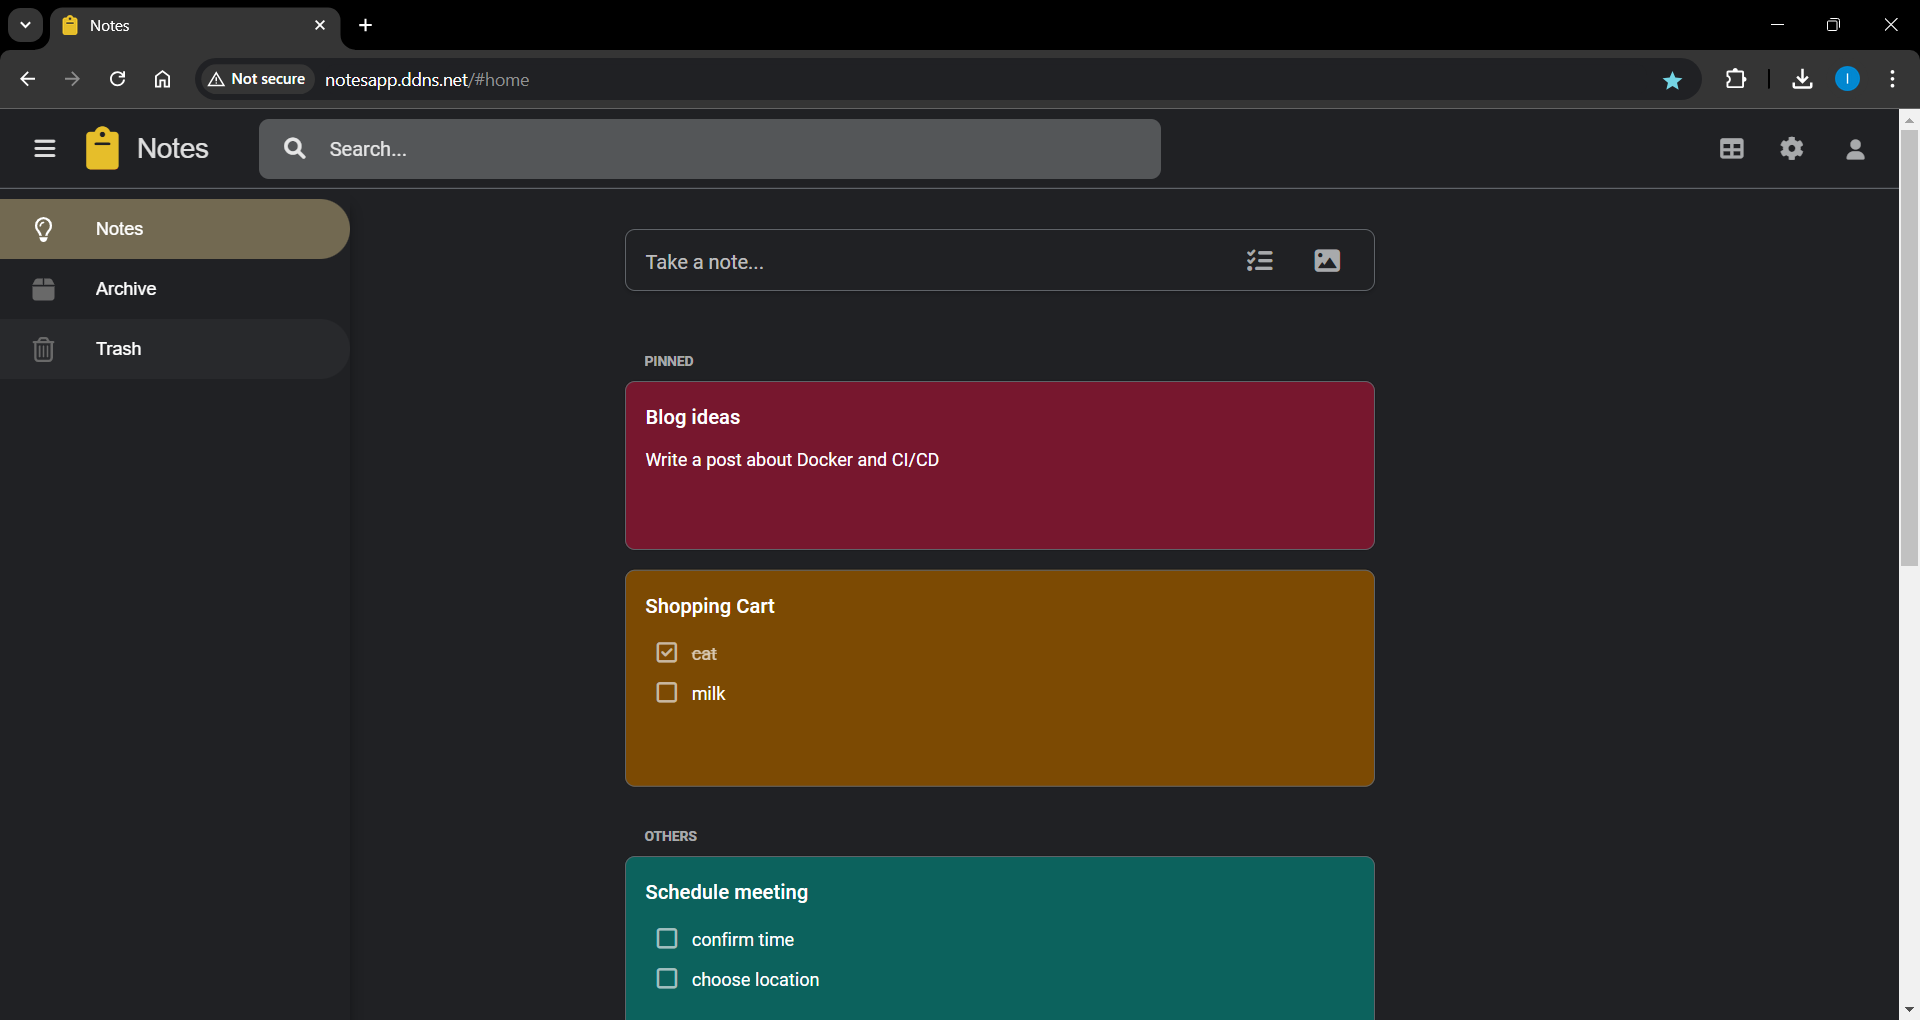 Notes
Not secure
notesapp.ddns.net/#home
I
Notes
Search...
Notes
Archive
Trash
Take a note...
PINNED
Blog ideas
Write a post about Docker and CI/CD
Shopping Cart
cat
milk
OTHERS
Schedule meeting
confirm time
choose location